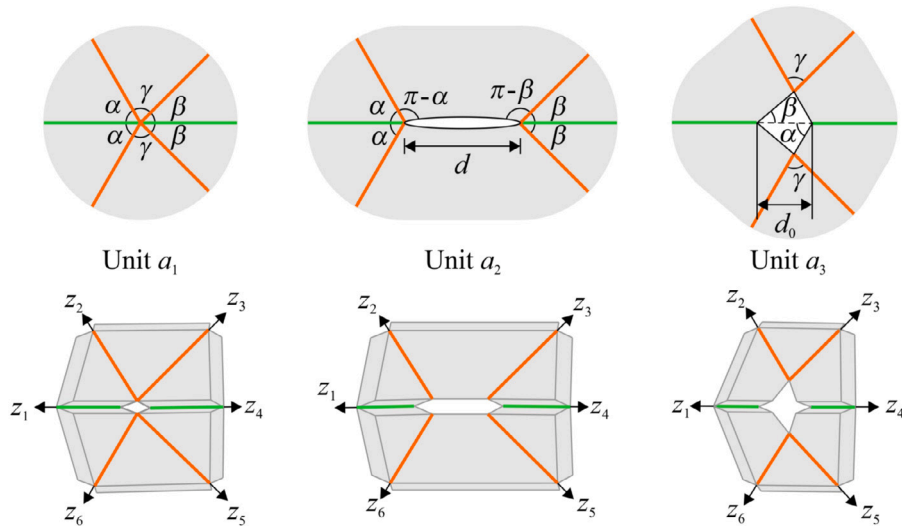 α γ β
α γ β
Unit a₁
α π-α π-β β
α β
d
Unit a₂
γ
β
α
γ
d₀
Unit a₃
z₂ z₃
z₁ z₄
z₆ z₅
z₂ z₃
z₁ z₄
z₆ z₅
z₂ z₃
z₁ z₄
z₆ z₅